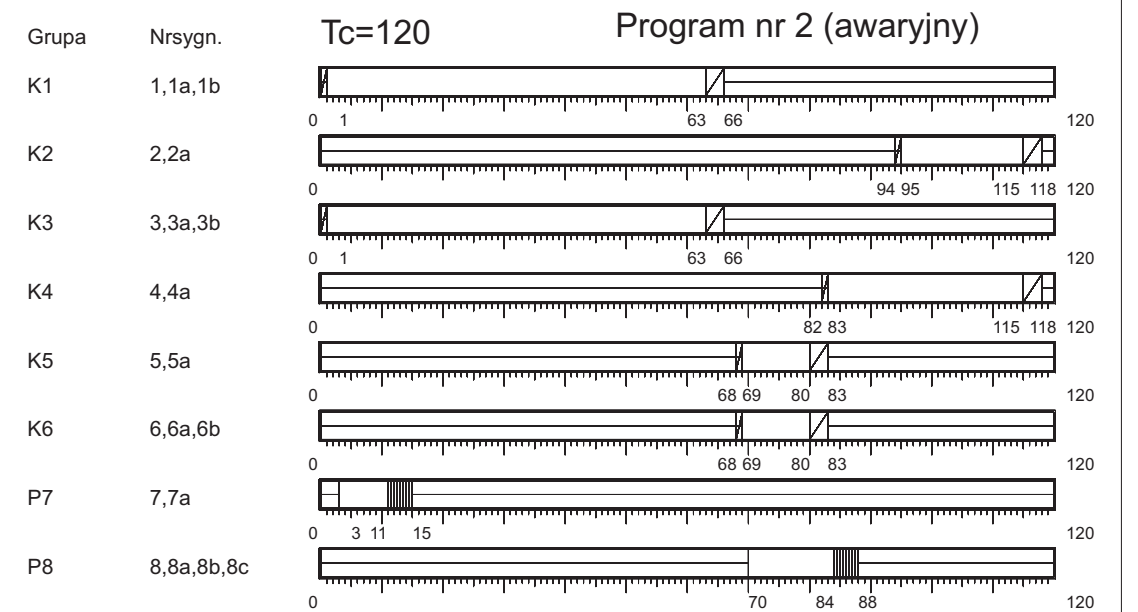 Grupa Nrsygn. Tc=120 Program nr 2 (awaryjny)
K1 1,1a,1b
0 1 63 66 120
K2 2,2a
0 94 95 115 118 120
K3 3,3a,3b
0 1 63 66 120
K4 4,4a
0 82 83 115 118 120
K5 5,5a
0 68 69 80 83 120
K6 6,6a,6b
0 68 69 80 83 120
P7 7,7a
0 3 11 15 120
P8 8,8a,8b,8c
0 70 84 88 120